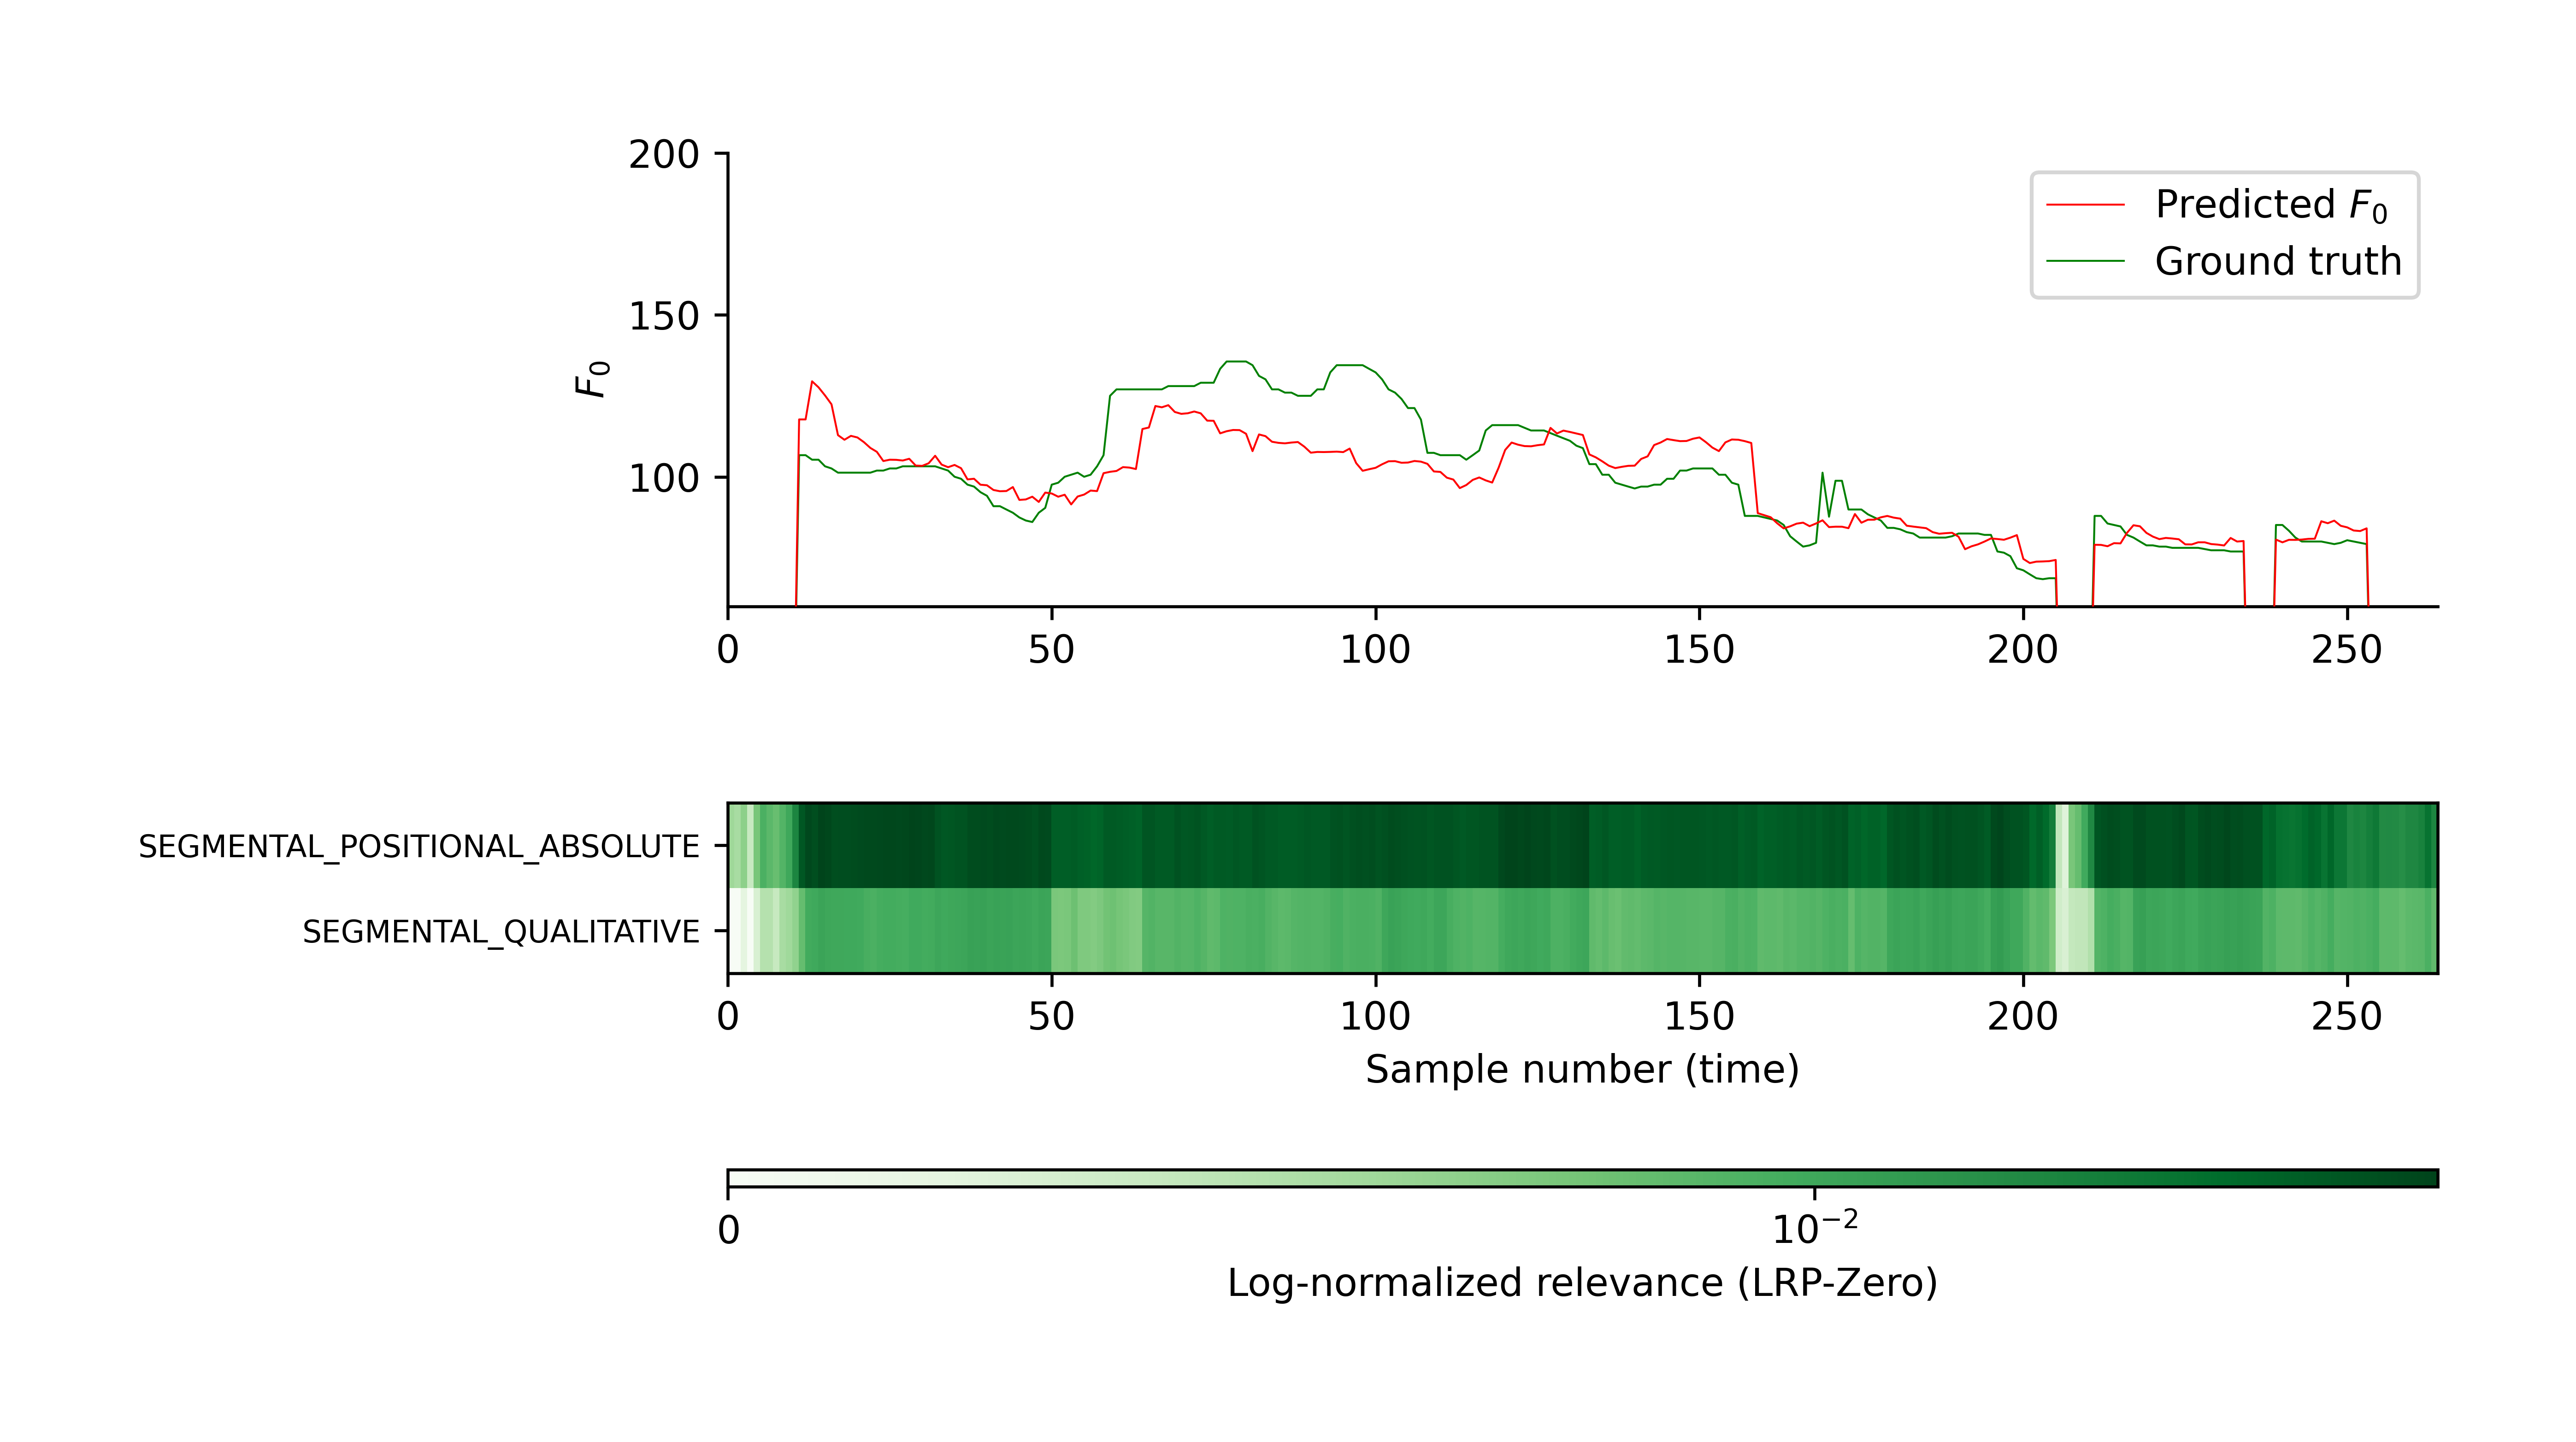 200
150
100
F₀
Predicted F₀
Ground truth
0 50 100 150 200 250
SEGMENTAL_POSITIONAL_ABSOLUTE
SEGMENTAL_QUALITATIVE
0 50 100 150 200 250
Sample number (time)
0 10⁻²
Log-normalized relevance (LRP-Zero)